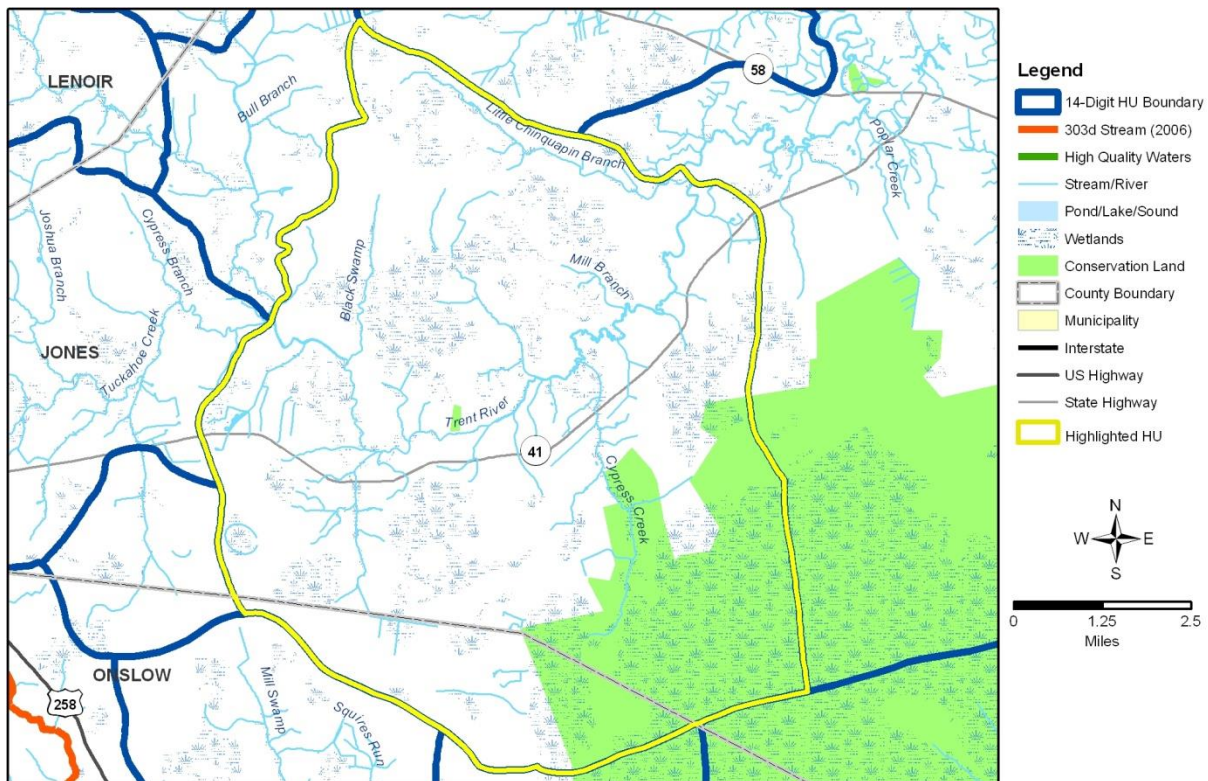 LENOIR
Bull Branch
58
Little Chinquapin Branch
Poplar Creek
Joshua Branch
Cypress Branch
Bland Swamp
Mill Branch
JONES
Tuckahoe Creek
Trent River
41
Cypress Creek
ONSLOW
258
Mill Swamp
Squires Run
Legend
14-Digit HU Boundary
303d Stream (2006)
High Quality Waters
Stream/River
Pond/Lake/Sound
Wetlands
Conservation Land
County Boundary
Municipality
Interstate
US Highway
State Highway
Highlighted HU
N
W E
S
0 1.25 2.5
Miles